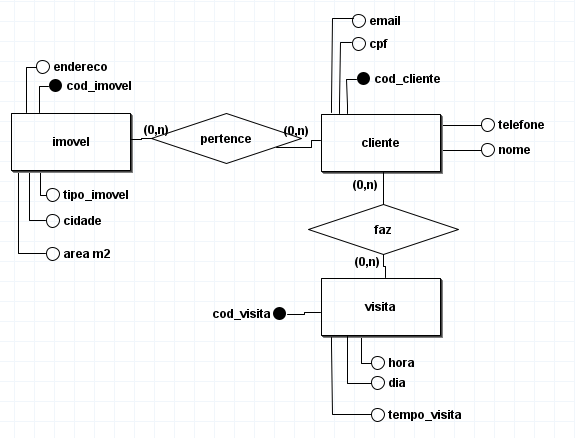 email
cpf
endereco
cod_imovel
cod_cliente
imovel
(0,n)
pertence
(0,n)
cliente
telefone
nome
tipo_imovel
cidade
area m2
(0,n)
faz
(0,n)
cod_visita
visita
hora
dia
tempo_visita